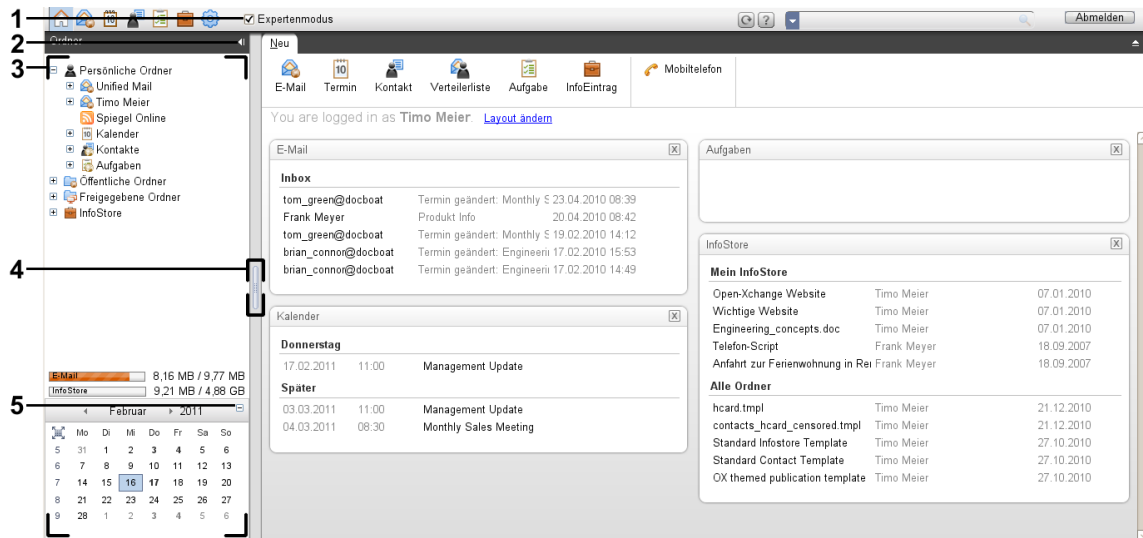 1
Expertenmodus
?
Abmelden
2
Ordner
Neu
3
Persönliche Ordner
Unified Mail
Timo Meier
Spiegel Online
Kalender
Kontakte
Aufgaben
Öffentliche Ordner
Freigegebene Ordner
InfoStore
E-Mail
Termin
Kontakt
Verteilerliste
Aufgabe
InfoEintrag
Mobiltelefon
You are logged in as Timo Meier. Layout ändern
E-Mail X
Inbox
tom_green@docboat Termin geändert: Monthly S 23.04.2010 08:39
Frank Meyer Produkt Info 20.04.2010 08:42
tom_green@docboat Termin geändert: Monthly S 19.02.2010 14:12
brian_connor@docboat Termin geändert: Engineerin 17.02.2010 15:53
brian_connor@docboat Termin geändert: Engineerin 17.02.2010 14:49
4
Kalender X
Donnerstag
17.02.2011 11:00 Management Update
Später
03.03.2011 11:00 Management Update
04.03.2011 08:30 Monthly Sales Meeting
Aufgaben X
InfoStore X
Mein InfoStore
Open-Xchange Website Timo Meier 07.01.2010
Wichtige Website Timo Meier 07.01.2010
Engineering_concepts.doc Timo Meier 07.01.2010
Telefon-Script Frank Meyer 18.09.2007
Anfahrt zur Ferienwohnung in Rei Frank Meyer 18.09.2007
Alle Ordner
hcard.tmpl Timo Meier 21.12.2010
contacts_hcard_censored.tmpl Timo Meier 21.12.2010
Standard Infostore Template Timo Meier 27.10.2010
Standard Contact Template Timo Meier 27.10.2010
OX themed publication template Timo Meier 27.10.2010
E-Mail 8,16 MB / 9,77 MB
InfoStore 9,21 MB / 4,88 GB
5
Februar 2011
Mo Di Mi Do Fr Sa So
5 31 1 2 3 4 5 6
6 7 8 9 10 11 12 13
7 14 15 16 17 18 19 20
8 21 22 23 24 25 26 27
9 28 1 2 3 4 5 6